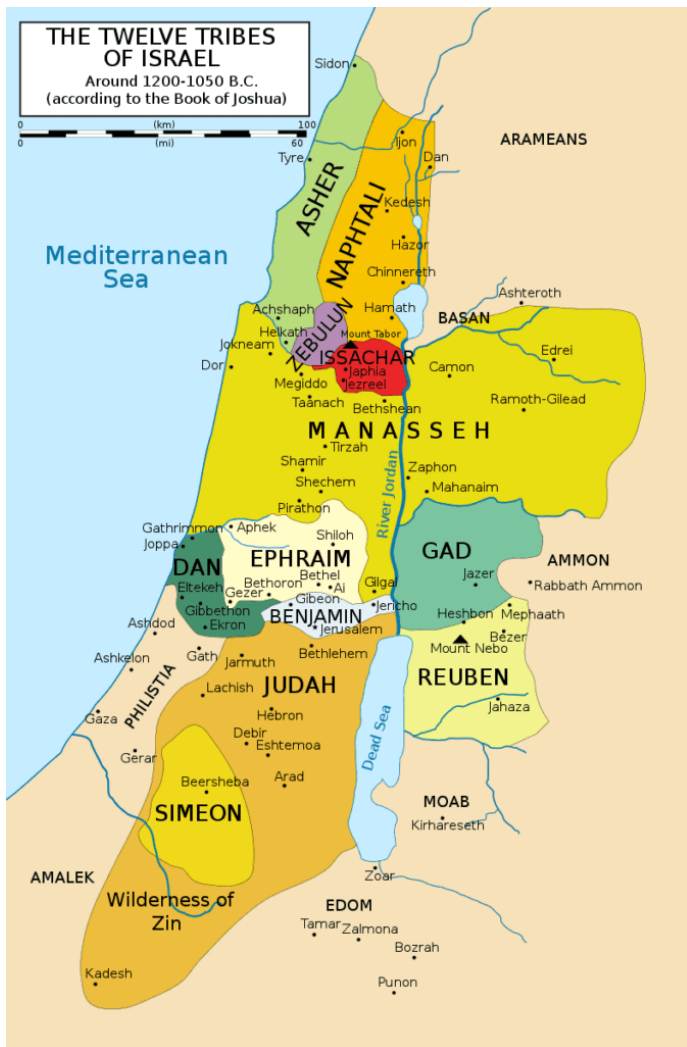 THE TWELVE TRIBES
OF ISRAEL
Around 1200-1050 B.C.
(according to the Book of Joshua)
0 (km) 100
0 (mi) 60
Sidon
ARAMEANS
Ijon
Tyre
Dan
ASHER
NAPHTALI
Kedesh
Hazor
Mediterranean
Sea
Chinnereth
Ashteroth
Achshaph
Hamath
BASAN
ZEBULUN
Helkath
Mount Tabor
Jokneam
ISSACHAR
Edrei
Dor
Japhia
Camon
Megiddo
Jezreel
Taanach
Bethshean
Ramoth-Gilead
MANASSEH
Tirzah
Shamir
Zaphon
River Jordan
Shechem
Mahanaim
Pirathon
Gathrimmon
Aphek
Joppa
Shiloh
DAN
EPHRAIM
GAD
AMMON
Eltekeh
Bethoron
Bethel
Ai
Gilgal
Jazer
Rabbath Ammon
Gezer
Gibeon
Gibbethon
BENJAMIN
Jericho
Heshbon
Mephaath
Ashdod
Ekron
Jerusalem
Bezer
Mount Nebo
Gath
Jarmuth
Bethlehem
Ashkelon
PHILISTIA
JUDAH
REUBEN
Lachish
Gaza
Hebron
Jahaza
Debir
Dead Sea
Gerar
Eshtemoa
Beersheba
Arad
SIMEON
MOAB
Kirhareseth
AMALEK
Zoar
Wilderness of
Zin
EDOM
Tamar
Zalmona
Bozrah
Kadesh
Punon